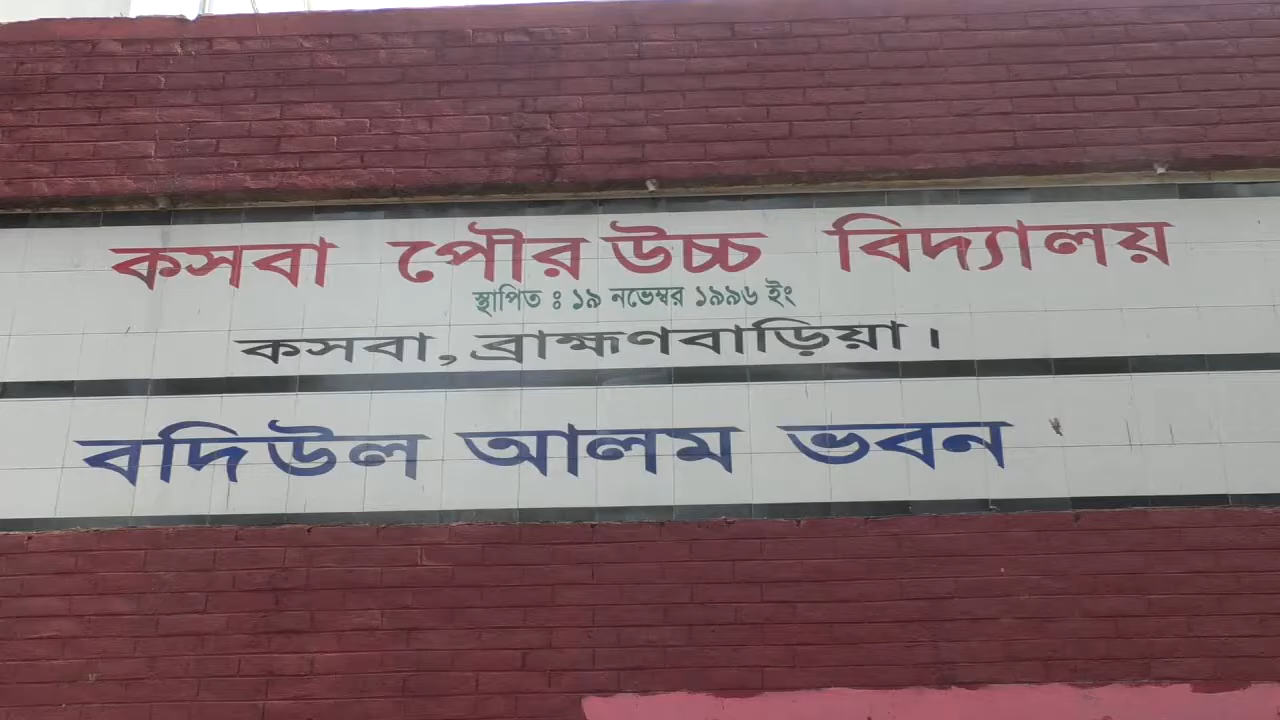 কসবা পৌর উচ্চ বিদ্যালয়
স্থাপিত ঃ ১৯ নভেম্বর ১৯৯৬ ইং
কসবা, ব্রাহ্মণবাড়িয়া।
বদিউল আলম ভবন